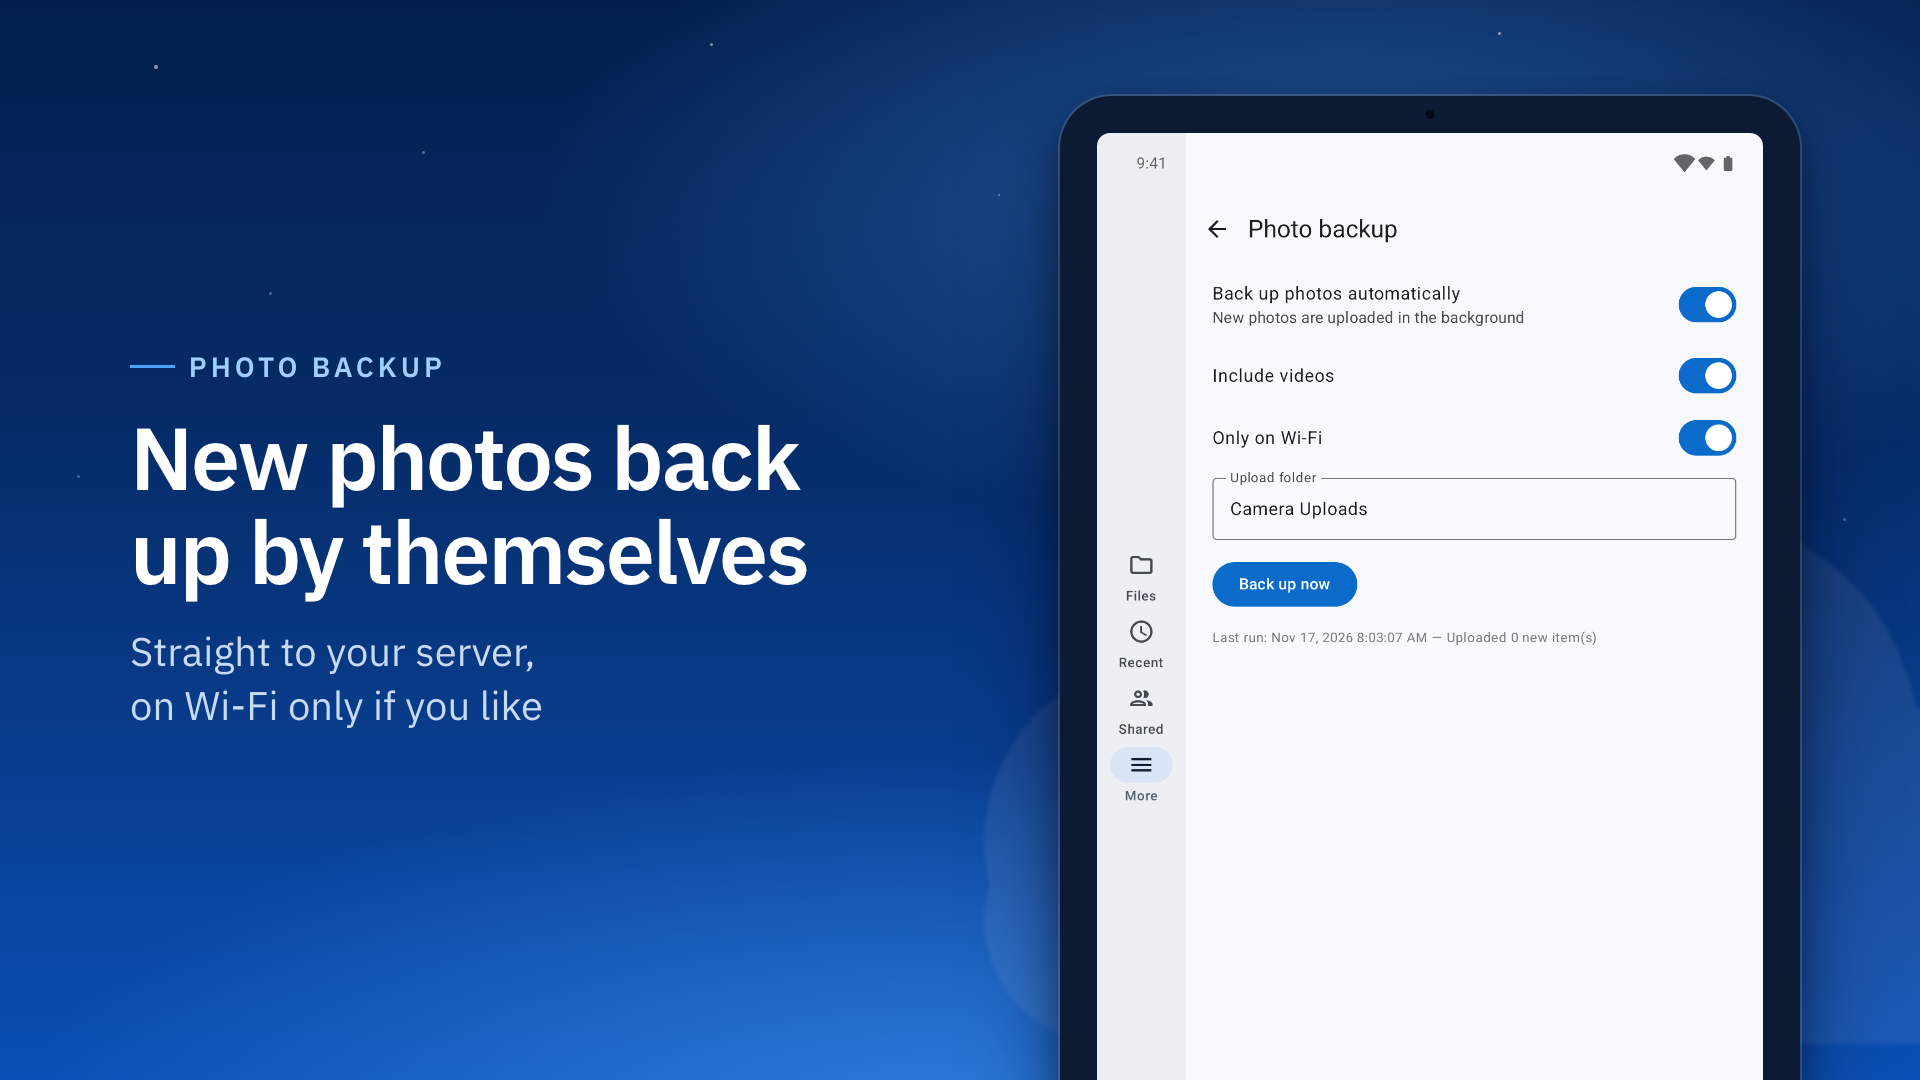 PHOTO BACKUP
New photos back
up by themselves
Straight to your server,
on Wi-Fi only if you like
9:41
Photo backup
Back up photos automatically
New photos are uploaded in the background
Include videos
Only on Wi-Fi
Upload folder
Camera Uploads
Back up now
Last run: Nov 17, 2026 8:03:07 AM — Uploaded 0 new item(s)
Files
Recent
Shared
More